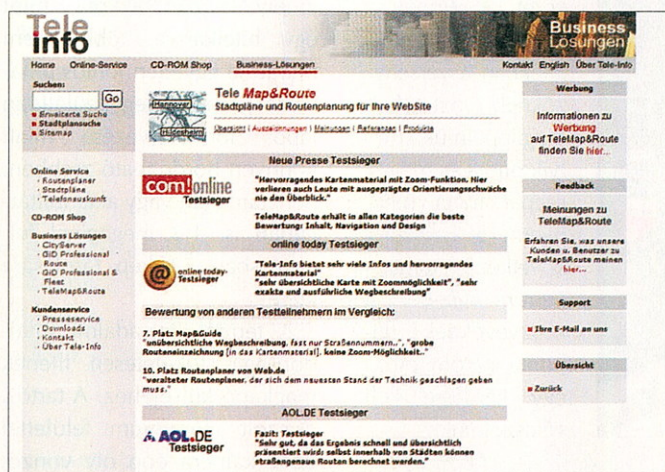 Tele
info
Business
Lösungen
Home Online-Service CD-ROM Shop Business-Lösungen Kontakt English Über Tele-Info
Suchen:
Go
Erweiterte Suche
Stadtplansuche
Sitemap
Online Service
Routenplaner
Stadtpläne
Telefonauskunft
CD-ROM Shop
Business Lösungen
CityServer
GiD Professional
Route
GiD Professional &
Fleet
TeleMap&Route
Kundenservice
Presseservice
Downloads
Kontakt
Über Tele-Info
Hannover
Hildesheim
Tele Map&Route
Stadtpläne und Routenplanung für Ihre WebSite
Übersicht | Auszeichnungen | Meinungen | Referenzen | Produkte
Neue Presse Testsieger
com!online
Testsieger
"Hervorragendes Kartenmaterial mit Zoom-Funktion. Hier
verlieren auch Leute mit ausgeprägter Orientierungsschwäche
nie den Überblick."
TeleMap&Route erhält in allen Kategorien die beste
Bewertung: Inhalt, Navigation und Design
online today Testsieger
online today-
Testsieger
"Tele-Info bietet sehr viele Infos und hervorragendes
Kartenmaterial"
"sehr übersichtliche Karte mit Zoommöglichkeit", "sehr
exakte und ausführliche Wegbeschreibung"
Bewertung von anderen Testteilnehmern im Vergleich:
7. Platz Map&Guide
"unübersichtliche Wegbeschreibung, fast nur Straßennummern..", "grobe
Routeneinzeichnung [in das Kartenmaterial], keine Zoom-Möglichkeit.."
10. Platz Routenplaner von Web.de
"veralteter Routenplaner, der sich dem neuesten Stand der Technik geschlagen geben
muss."
AOL.DE Testsieger
AOL.DE
Testsieger
Fazit: Testsieger
"Sehr gut, da das Ergebnis schnell und übersichtlich
präsentiert wird; selbst innerhalb von Städten können
straßengenaue Routen berechnet werden."
Werbung
Informationen zu
Werbung
auf TeleMap&Route
finden Sie hier...
Feedback
Meinungen zu
TeleMap&Route
Erfahren Sie, was unsere
Kunden u. Benutzer zu
TeleMap&Route meinen
hier...
Support
Ihre E-Mail an uns
Übersicht
Zurück